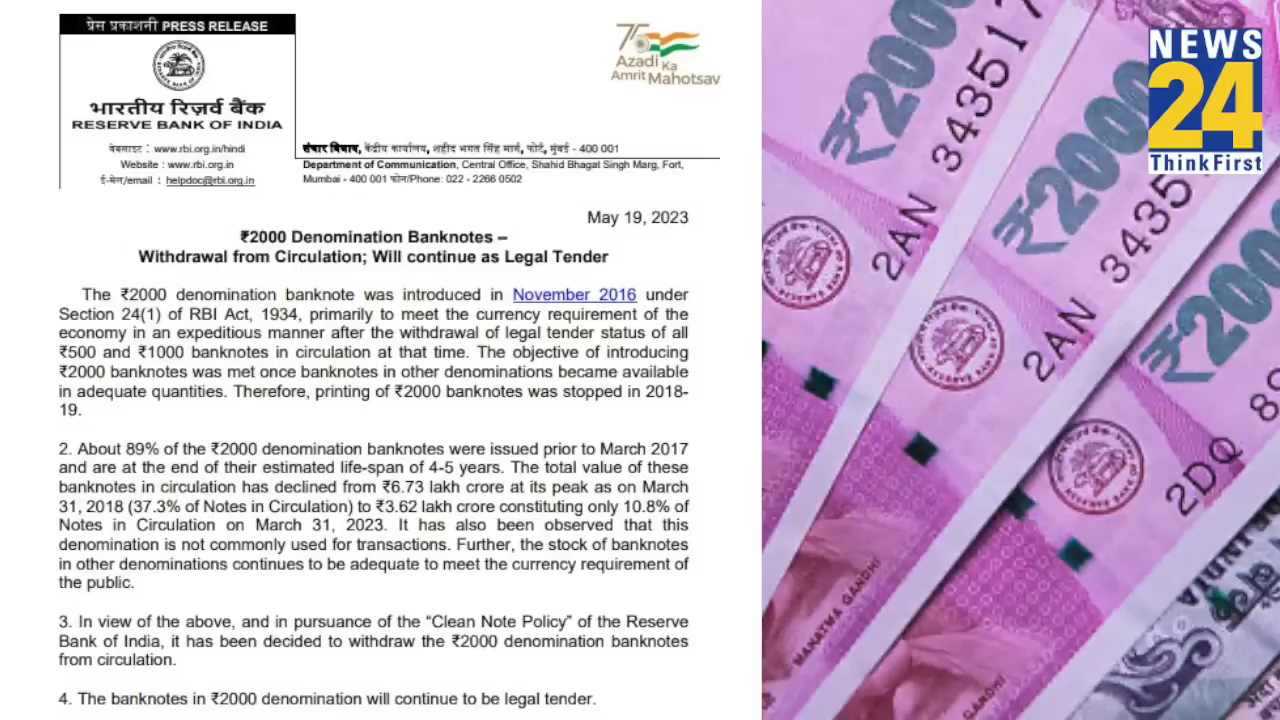 प्रेस प्रकाशनी PRESS RELEASE
भारतीय रिज़र्व बैंक
RESERVE BANK OF INDIA
वेबसाइट : www.rbi.org.in/hindi
Website : www.rbi.org.in
ई-मेल/email : helpdoc@rbi.org.in
75
Azadi Ka
Amrit Mahotsav
संचार विभाग, केंद्रीय कार्यालय, शहीद भगत सिंह मार्ग, फोर्ट, मुंबई - 400 001
Department of Communication, Central Office, Shahid Bhagat Singh Marg, Fort,
Mumbai - 400 001 फोन/Phone: 022 - 2266 0502
May 19, 2023
₹2000 Denomination Banknotes –
Withdrawal from Circulation; Will continue as Legal Tender
The ₹2000 denomination banknote was introduced in November 2016 under
Section 24(1) of RBI Act, 1934, primarily to meet the currency requirement of the
economy in an expeditious manner after the withdrawal of legal tender status of all
₹500 and ₹1000 banknotes in circulation at that time. The objective of introducing
₹2000 banknotes was met once banknotes in other denominations became available
in adequate quantities. Therefore, printing of ₹2000 banknotes was stopped in 2018-
19.
2. About 89% of the ₹2000 denomination banknotes were issued prior to March 2017
and are at the end of their estimated life-span of 4-5 years. The total value of these
banknotes in circulation has declined from ₹6.73 lakh crore at its peak as on March
31, 2018 (37.3% of Notes in Circulation) to ₹3.62 lakh crore constituting only 10.8% of
Notes in Circulation on March 31, 2023. It has also been observed that this
denomination is not commonly used for transactions. Further, the stock of banknotes
in other denominations continues to be adequate to meet the currency requirement of
the public.
3. In view of the above, and in pursuance of the “Clean Note Policy” of the Reserve
Bank of India, it has been decided to withdraw the ₹2000 denomination banknotes
from circulation.
4. The banknotes in ₹2000 denomination will continue to be legal tender.
NEWS
24
Think First
₹2000
2AN 343517
₹2000
2AN 3435
₹200
2DQ 8
MAHATMA GANDHI
GANDHI